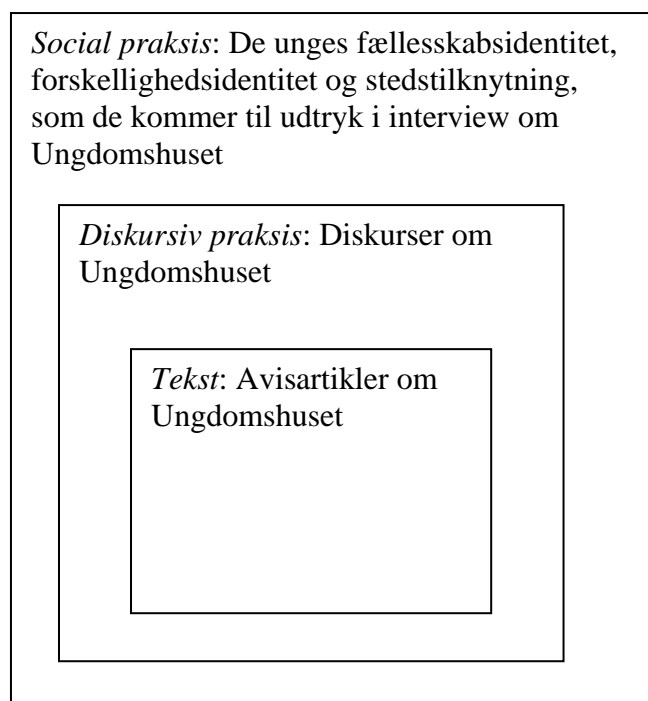 Social praksis: De unges fællesskabsidentitet,
forskellighedsidentitet og stedstilknytning,
som de kommer til udtryk i interview om
Ungdomshuset
Diskursiv praksis: Diskurser om
Ungdomshuset
Tekst: Avisartikler om
Ungdomshuset